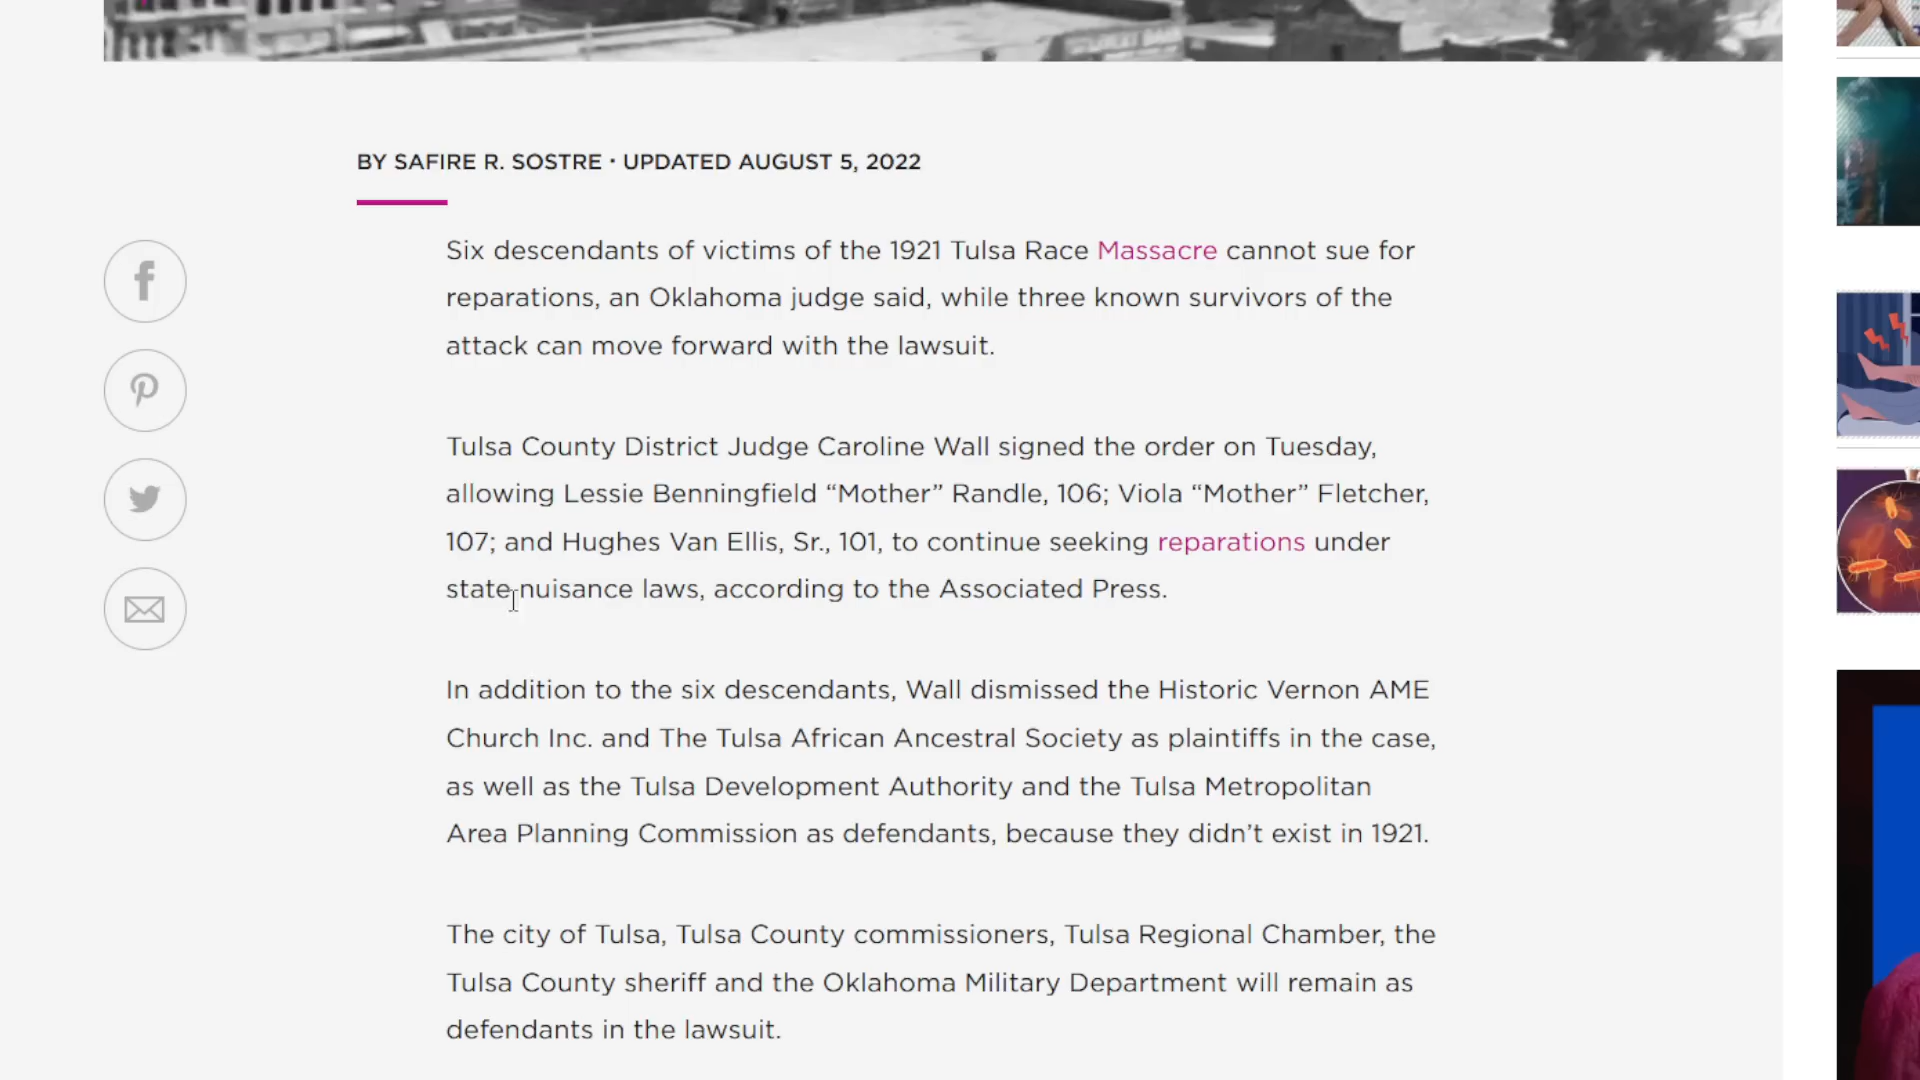 BY SAFIRE R. SOSTRE • UPDATED AUGUST 5, 2022
Six descendants of victims of the 1921 Tulsa Race Massacre cannot sue for
reparations, an Oklahoma judge said, while three known survivors of the
attack can move forward with the lawsuit.
Tulsa County District Judge Caroline Wall signed the order on Tuesday,
allowing Lessie Benningfield “Mother” Randle, 106; Viola “Mother” Fletcher,
107; and Hughes Van Ellis, Sr., 101, to continue seeking reparations under
state nuisance laws, according to the Associated Press.
In addition to the six descendants, Wall dismissed the Historic Vernon AME
Church Inc. and The Tulsa African Ancestral Society as plaintiffs in the case,
as well as the Tulsa Development Authority and the Tulsa Metropolitan
Area Planning Commission as defendants, because they didn’t exist in 1921.
The city of Tulsa, Tulsa County commissioners, Tulsa Regional Chamber, the
Tulsa County sheriff and the Oklahoma Military Department will remain as
defendants in the lawsuit.